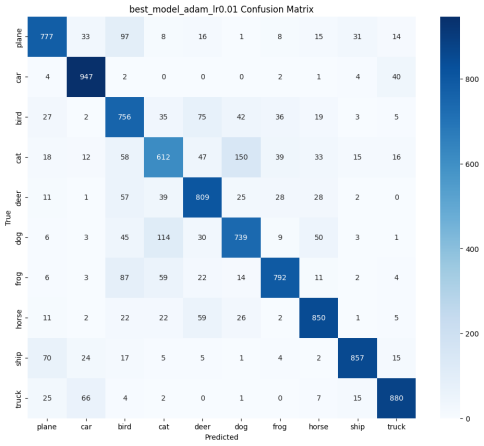 best_model_adam_lr0.01 Confusion Matrix
plane 777 33 97 8 16 1 8 15 31 14
car 4 947 2 0 0 0 2 1 4 40
bird 27 2 756 35 75 42 36 19 3 5
cat 18 12 58 612 47 150 39 33 15 16
deer 11 1 57 39 809 25 28 28 2 0
dog 6 3 45 114 30 739 9 50 3 1
frog 6 3 87 59 22 14 792 11 2 4
horse 11 2 22 22 59 26 2 850 1 5
ship 70 24 17 5 5 1 4 2 857 15
truck 25 66 4 2 0 1 0 7 15 880
plane car bird cat deer dog frog horse ship truck
Predicted
True
800
600
400
200
0